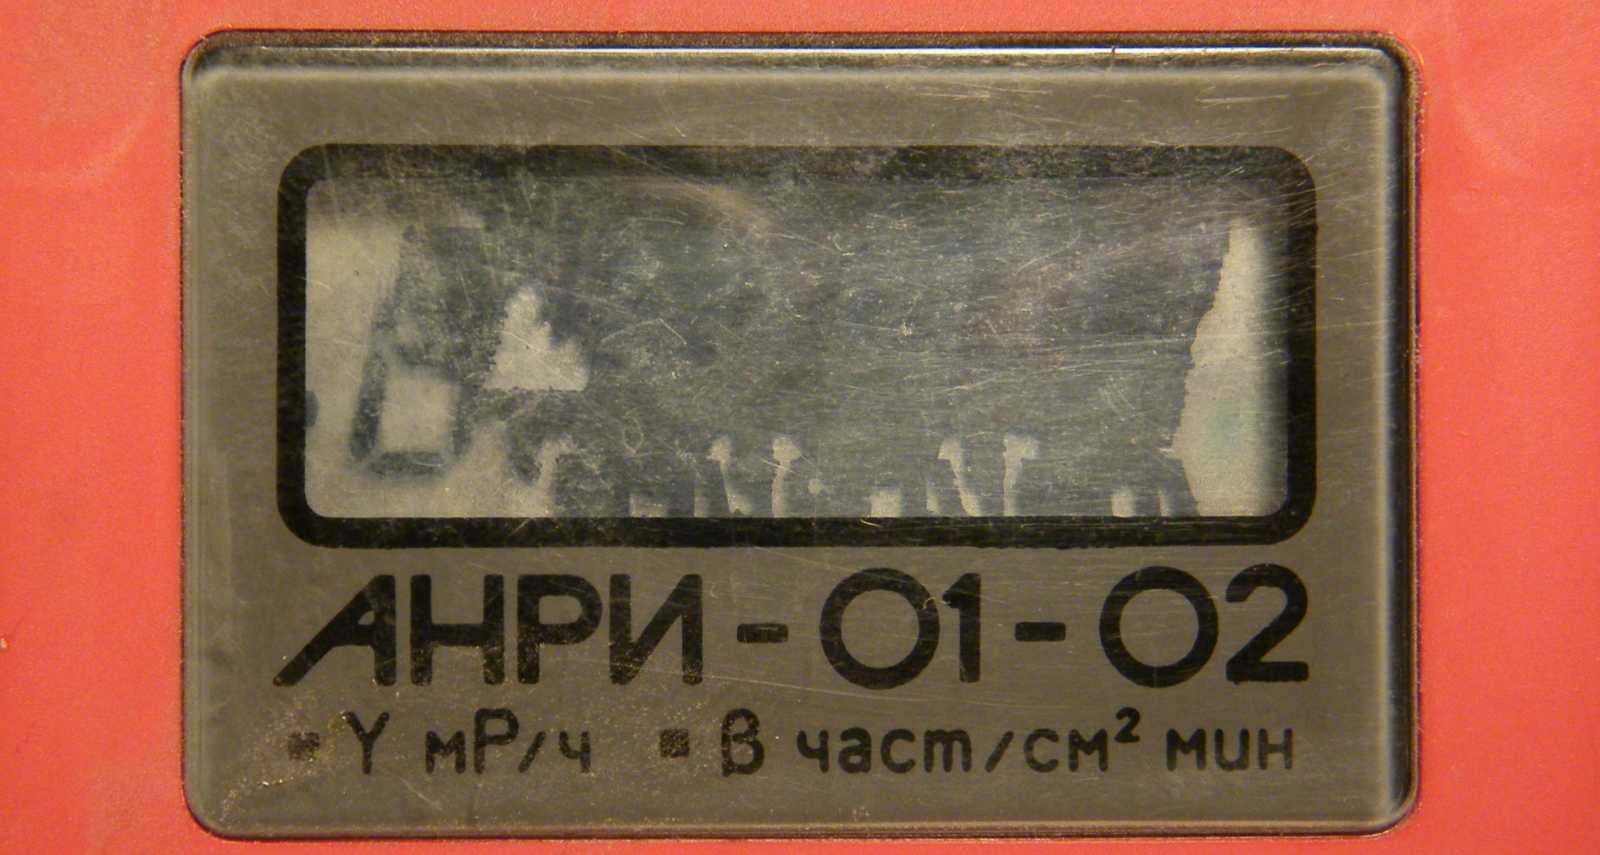 АНРИ-01-02
▪ γ мР/ч ▪ β част/см² мин